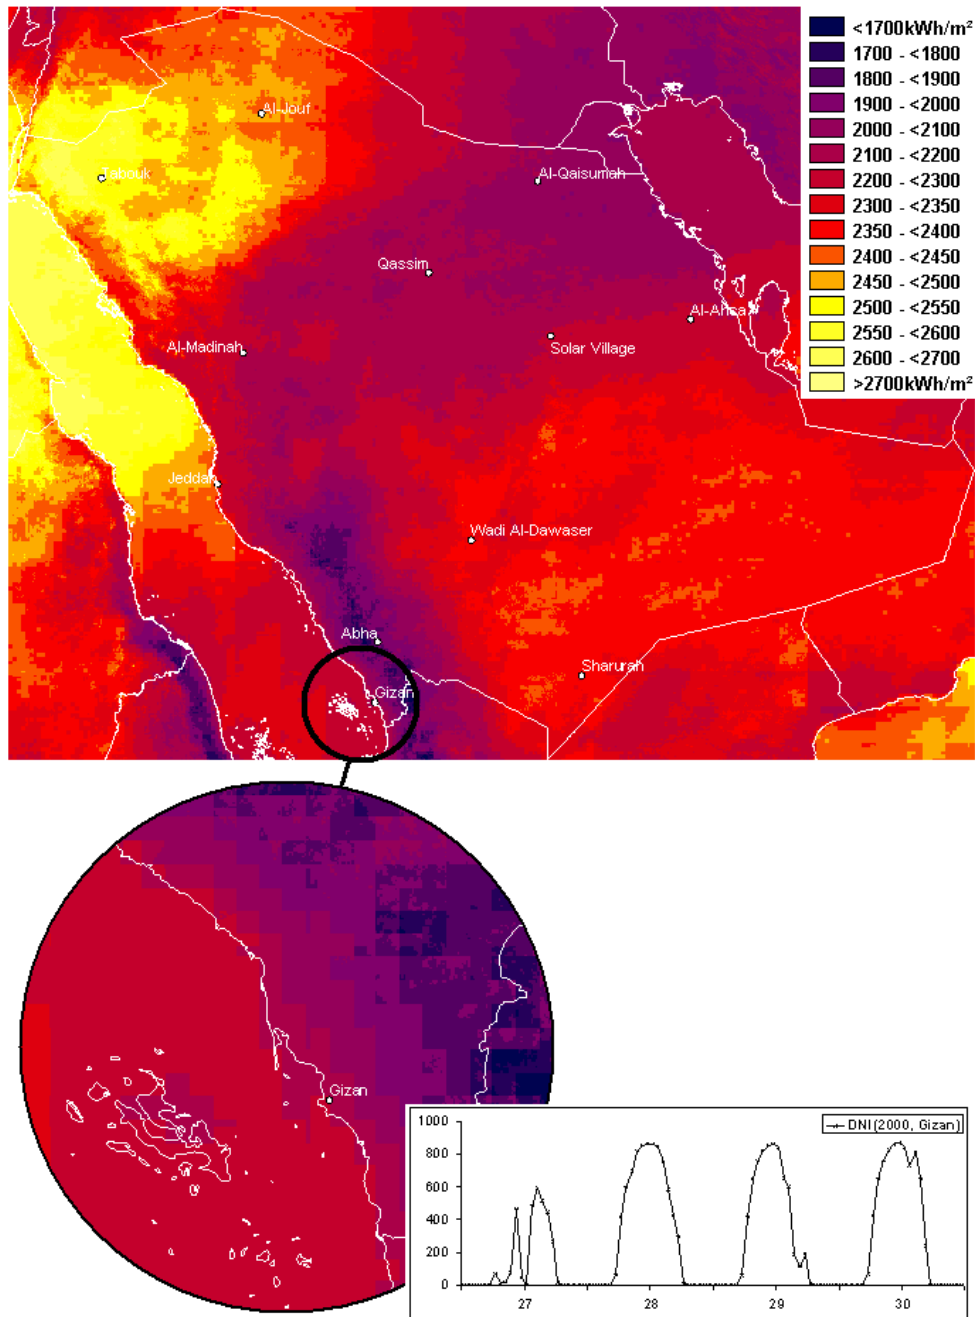 <1700kWh/m²
1700 - <1800
1800 - <1900
1900 - <2000
2000 - <2100
2100 - <2200
2200 - <2300
2300 - <2350
2350 - <2400
2400 - <2450
2450 - <2500
2500 - <2550
2550 - <2600
2600 - <2700
>2700kWh/m²
Al-Jouf
Tabouk
Al-Qaisumah
Qassim
Al-Ahsa
Al-Madinah
Solar Village
Jeddah
Wadi Al-Dawaser
Abha
Sharurah
Gizan
Gizan
1000
800
600
400
200
0
DNI(2000, Gizan)
27
28
29
30